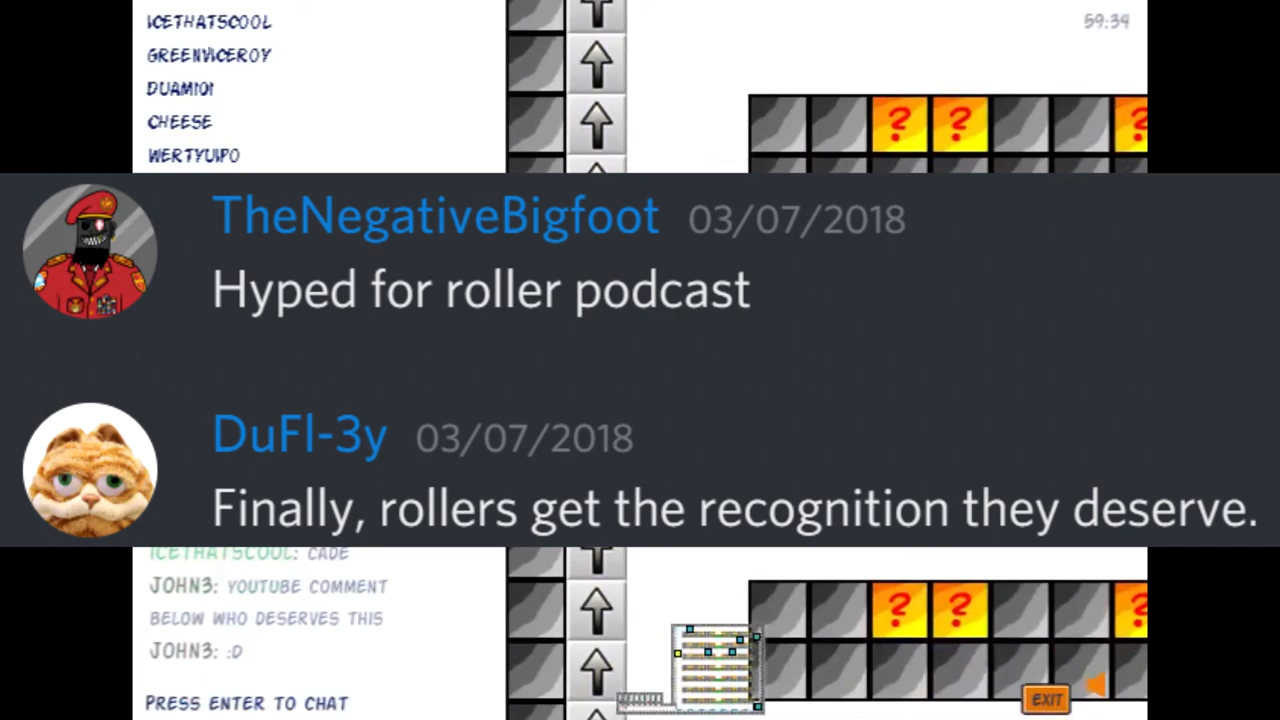 ICETHATSCOOL
59:34
GREENVICEROY
DUAM101
CHEESE
WERTYUIPO
? ? ?
TheNegativeBigfoot 03/07/2018
Hyped for roller podcast
DuFl-3y 03/07/2018
Finally, rollers get the recognition they deserve.
ICETHATSCOOL: CADE
JOHN3: YOUTUBE COMMENT
BELOW WHO DESERVES THIS
JOHN3: :D
? ? ?
PRESS ENTER TO CHAT
EXIT